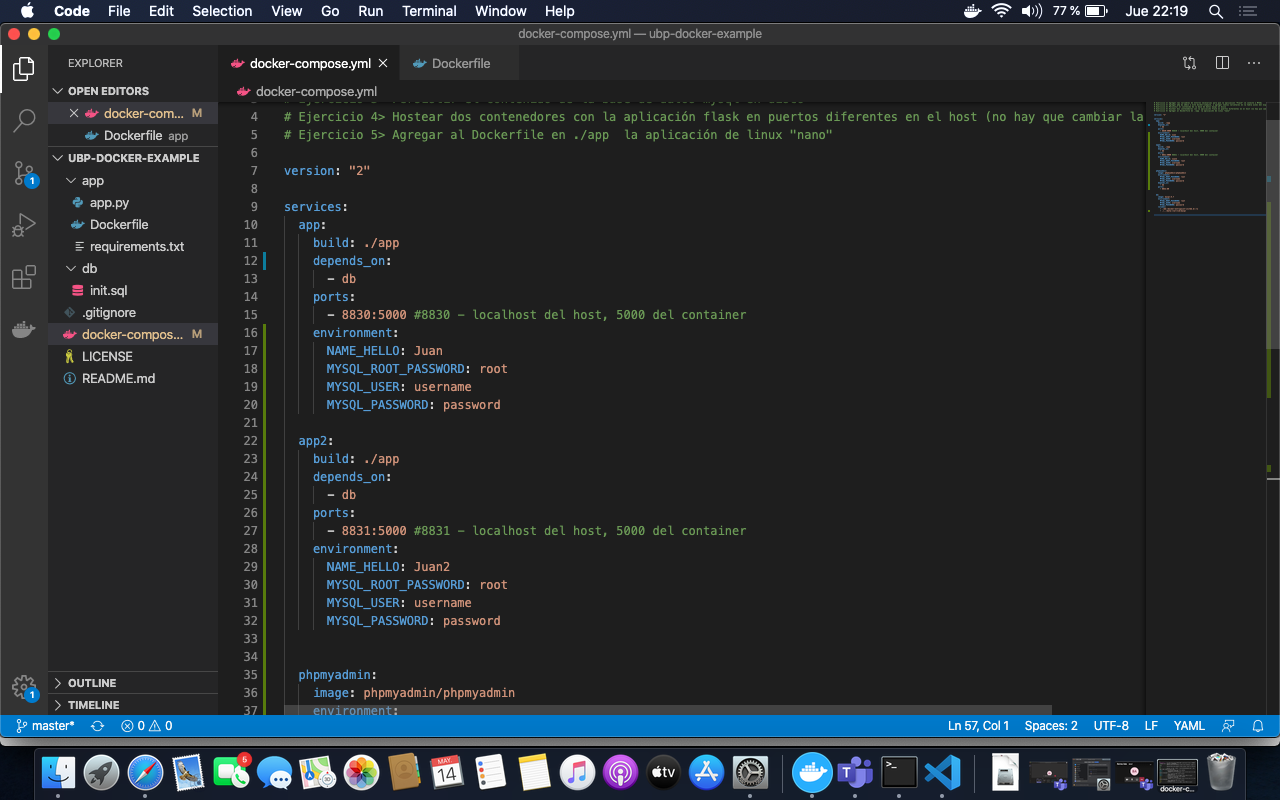 Code File Edit Selection View Go Run Terminal Window Help 77 % Jue 22:19
docker-compose.yml — ubp-docker-example
EXPLORER
OPEN EDITORS
docker-com... M
Dockerfile app
UBP-DOCKER-EXAMPLE
app
app.py
Dockerfile
requirements.txt
db
init.sql
.gitignore
docker-compos... M
LICENSE
README.md
OUTLINE
TIMELINE
1
1
docker-compose.yml Dockerfile
docker-compose.yml
4 # Ejercicio 4> Hostear dos contenedores con la aplicación flask en puertos diferentes en el host (no hay que cambiar la
5 # Ejercicio 5> Agregar al Dockerfile en ./app  la aplicación de linux "nano"
6
7 version: "2"
8
9 services:
10 app:
11 build: ./app
12 depends_on:
13 - db
14 ports:
15 - 8830:5000 #8830 - localhost del host, 5000 del container
16 environment:
17 NAME_HELLO: Juan
18 MYSQL_ROOT_PASSWORD: root
19 MYSQL_USER: username
20 MYSQL_PASSWORD: password
21
22 app2:
23 build: ./app
24 depends_on:
25 - db
26 ports:
27 - 8831:5000 #8831 - localhost del host, 5000 del container
28 environment:
29 NAME_HELLO: Juan2
30 MYSQL_ROOT_PASSWORD: root
31 MYSQL_USER: username
32 MYSQL_PASSWORD: password
33
34
35 phpmyadmin:
36 image: phpmyadmin/phpmyadmin
37 environment:
master* 0 0 Ln 57, Col 1 Spaces: 2 UTF-8 LF YAML
5
MAY.
14
tv
docker-c...